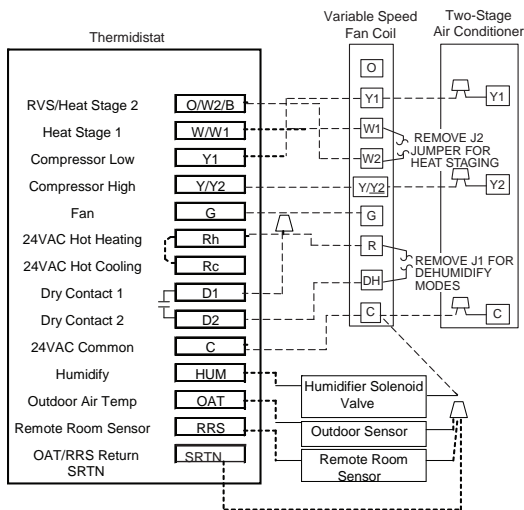 Thermidistat
Variable Speed
Fan Coil
Two-Stage
Air Conditioner
RVS/Heat Stage 2
O/W2/B
Heat Stage 1
W/W1
Compressor Low
Y1
Compressor High
Y/Y2
Fan
G
24VAC Hot Heating
Rh
24VAC Hot Cooling
Rc
Dry Contact 1
D1
Dry Contact 2
D2
24VAC Common
C
Humidify
HUM
Outdoor Air Temp
OAT
Remote Room Sensor
RRS
OAT/RRS Return
SRTN
SRTN
O
Y1
W1
W2
Y/Y2
G
R
DH
C
REMOVE J2
JUMPER FOR
HEAT STAGING
REMOVE J1 FOR
DEHUMIDIFY
MODES
Y1
Y2
C
Humidifier Solenoid
Valve
Outdoor Sensor
Remote Room
Sensor